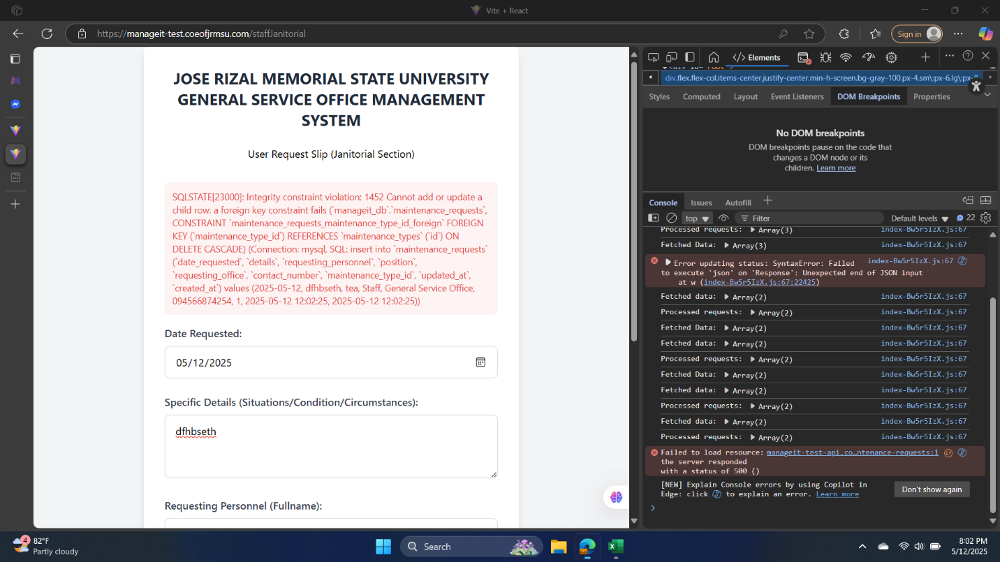 Vite + React
https://manageit-test.coeofjrmsu.com/staffJanitorial
Sign in
JOSE RIZAL MEMORIAL STATE UNIVERSITY
GENERAL SERVICE OFFICE MANAGEMENT
SYSTEM
User Request Slip (Janitorial Section)
SQLSTATE[23000]: Integrity constraint violation: 1452 Cannot add or update a
child row: a foreign key constraint fails (`manageit_db`.`maintenance_requests`,
CONSTRAINT `maintenance_requests_maintenance_type_id_foreign` FOREIGN
KEY (`maintenance_type_id`) REFERENCES `maintenance_types` (`id`) ON
DELETE CASCADE) (Connection: mysql, SQL: insert into `maintenance_requests`
(`date_requested`, `details`, `requesting_personnel`, `position`,
`requesting_office`, `contact_number`, `maintenance_type_id`, `updated_at`,
`created_at`) values (2025-05-12, dfhbseth, tea, Staff, General Service Office,
094566874254, 1, 2025-05-12 12:02:25, 2025-05-12 12:02:25))
Date Requested:
05/12/2025
Specific Details (Situations/Condition/Circumstances):
dfhbseth
Requesting Personnel (Fullname):
Elements
div.flex.flex-col.items-center.justify-center.min-h-screen.bg-gray-100.px-4.sm\:px-6.lg\:px-8
Styles Computed Layout Event Listeners DOM Breakpoints Properties
No DOM breakpoints
DOM breakpoints pause on the code that
changes a DOM node or its
children. Learn more
Console Issues Autofill
top Filter Default levels 22
Processed requests: Array(3) index-Bw5r5IzX.js:67
Fetched Data: Array(3) index-Bw5r5IzX.js:67
Error updating status: SyntaxError: Failed index-Bw5r5IzX.js:67
to execute 'json' on 'Response': Unexpected end of JSON input
at w (index-Bw5r5IzX.js:67:22425)
Fetched data: Array(2) index-Bw5r5IzX.js:67
Processed requests: Array(2) index-Bw5r5IzX.js:67
Fetched Data: Array(2) index-Bw5r5IzX.js:67
Fetched data: Array(2) index-Bw5r5IzX.js:67
Processed requests: Array(2) index-Bw5r5IzX.js:67
Fetched Data: Array(2) index-Bw5r5IzX.js:67
Fetched data: Array(2) index-Bw5r5IzX.js:67
Processed requests: Array(2) index-Bw5r5IzX.js:67
Fetched data: Array(2) index-Bw5r5IzX.js:67
Processed requests: Array(2) index-Bw5r5IzX.js:67
Failed to load resource: manageit-test-api.co…ntenance-requests:1
the server responded
with a status of 500 ()
[NEW] Explain Console errors by using Copilot in
Edge: click to explain an error. Learn more
Don't show again
4
82°F
Partly cloudy
Search
8:02 PM
5/12/2025